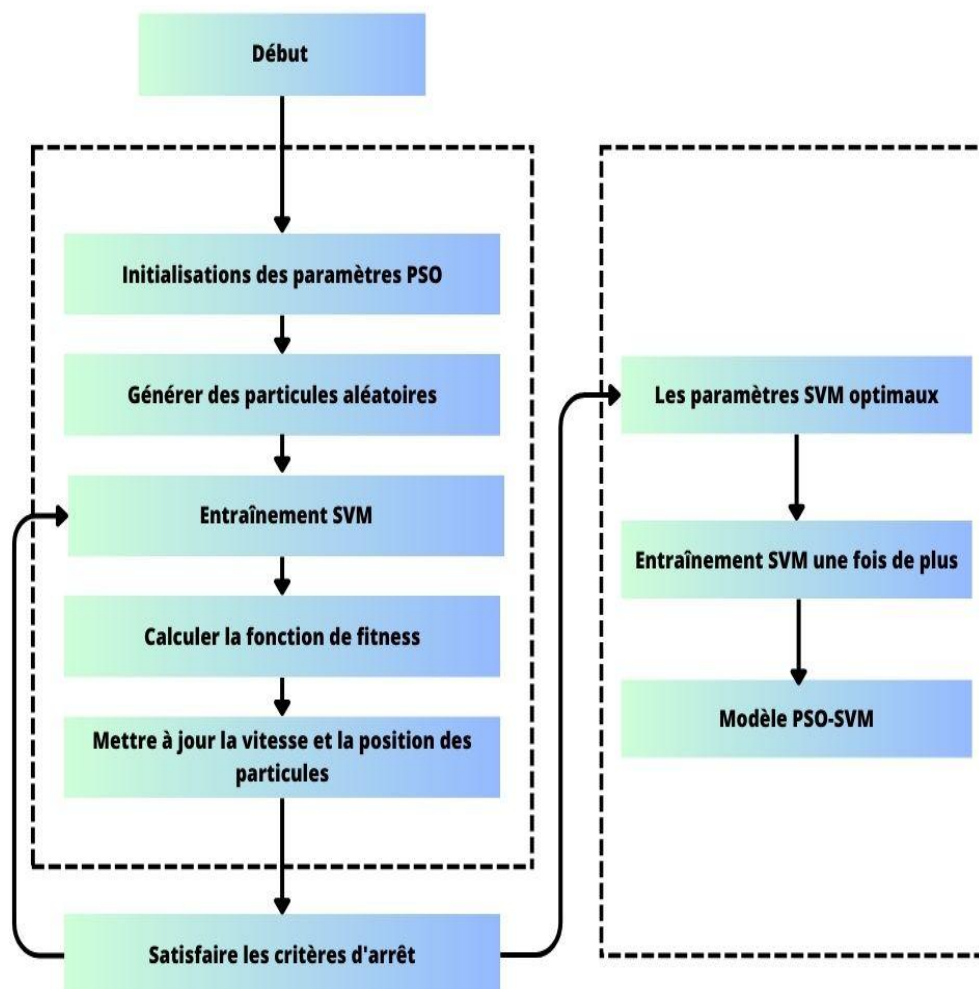 Début
Initialisations des paramètres PSO
Générer des particules aléatoires
Entraînement SVM
Calculer la fonction de fitness
Mettre à jour la vitesse et la position des
particules
Satisfaire les critères d'arrêt
Les paramètres SVM optimaux
Entraînement SVM une fois de plus
Modèle PSO-SVM